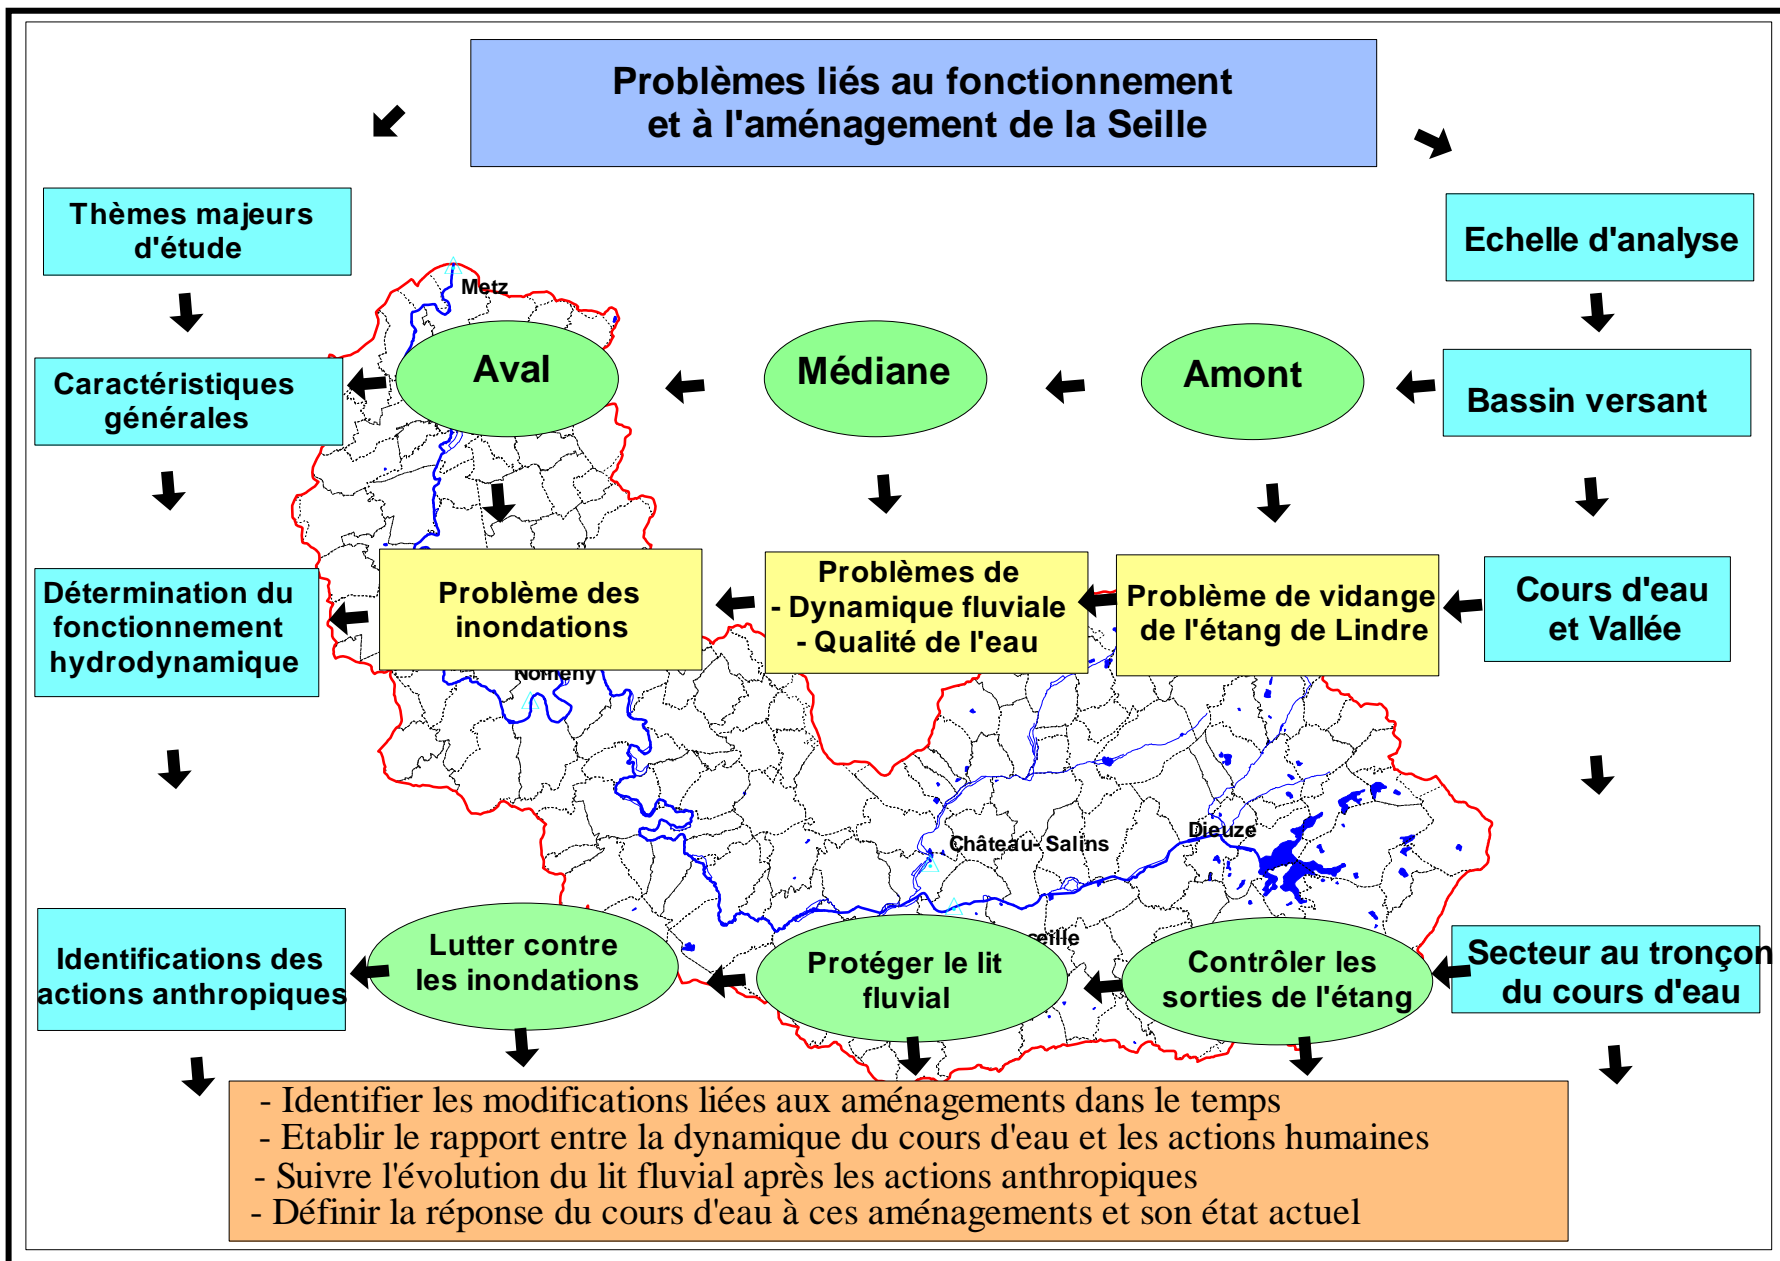 Problèmes liés au fonctionnement
et à l'aménagement de la Seille
Thèmes majeurs
d'étude
Echelle d'analyse
Metz
Aval
Médiane
Amont
Caractéristiques
générales
Bassin versant
Détermination du
fonctionnement
hydrodynamique
Problème des
inondations
Problèmes de
- Dynamique fluviale
- Qualité de l'eau
Problème de vidange
de l'étang de Lindre
Cours d'eau
et Vallée
Nomény
Château- Salins
Dieuze
seille
Identifications des
actions anthropiques
Lutter contre
les inondations
Protéger le lit
fluvial
Contrôler les
sorties de l'étang
Secteur au tronçon
du cours d'eau
- Identifier les modifications liées aux aménagements dans le temps
- Etablir le rapport entre la dynamique du cours d'eau et les actions humaines
- Suivre l'évolution du lit fluvial après les actions anthropiques
- Définir la réponse du cours d'eau à ces aménagements et son état actuel